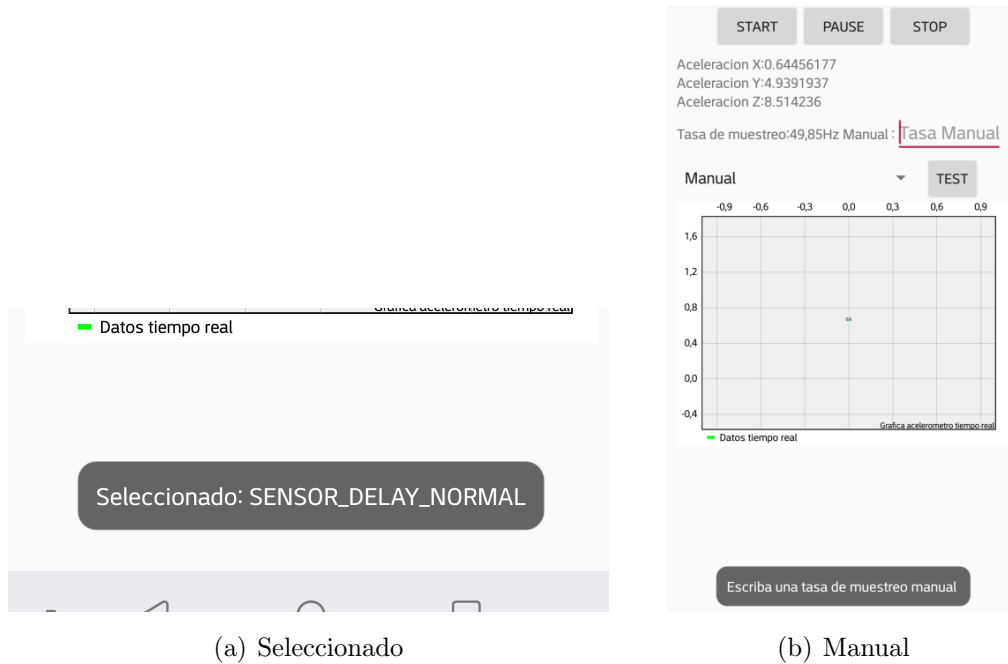 Grafica acelerometro tiempo real
Datos tiempo real
Seleccionado: SENSOR_DELAY_NORMAL
(a) Seleccionado
START PAUSE STOP
Aceleracion X:0.64456177
Aceleracion Y:4.9391937
Aceleracion Z:8.514236
Tasa de muestreo:49,85Hz Manual : Tasa Manual
Manual TEST
-0,9 -0,6 -0,3 0,0 0,3 0,6 0,9
1,6
1,2
0,8
0,4
0,0
-0,4
Grafica acelerometro tiempo real
Datos tiempo real
Escriba una tasa de muestreo manual
(b) Manual